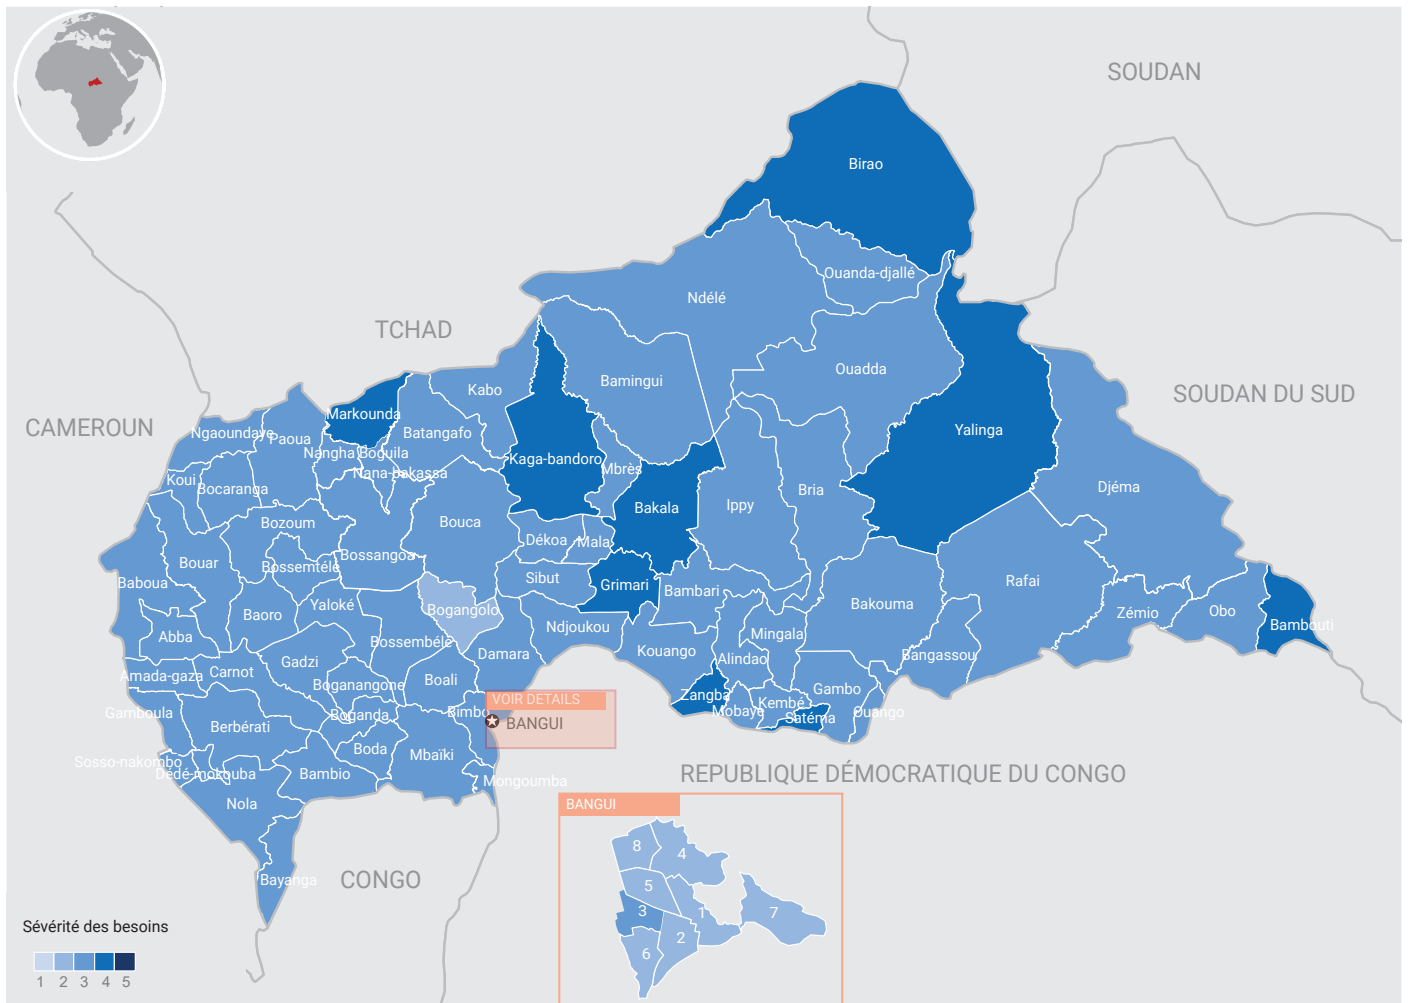 SOUDAN
Birao
Ouanda-djallé
Ndélé
TCHAD
Ouadda
Bamingui
Kabo
SOUDAN DU SUD
CAMEROUN
Markounda
Ngaoundaye
Paoua
Batangafo
Yalinga
Nangha
Boguila
Kaga-bandoro
Mbrès
Nana-bakassa
Koui
Bocaranga
Djéma
Bria
Ippy
Bakala
Bouca
Bozoum
Dékoa
Mala
Bossangoa
Bouar
Bossemtélé
Baboua
Sibut
Grimari
Bambari
Rafai
Yaloké
Bogangolo
Bakouma
Baoro
Obo
Zémio
Bambouti
Abba
Ndjoukou
Mingala
Bossembélé
Kouango
Damara
Bangassou
Alindao
Gadzi
Carnot
Amada-gaza
Boali
Boganangone
Gambo
Zangba
VOIR DETAILS
Kembé
Mobaye
Gamboula
Boganda
Bimbo
Satéma
Ouango
BANGUI
Berbérati
Boda
Mbaïki
Sosso-nakombo
Dédé-mokouba
Bambio
REPUBLIQUE DÉMOCRATIQUE DU CONGO
Mongoumba
Nola
BANGUI
8
4
5
3
1
7
2
6
Bayanga
CONGO
Sévérité des besoins
1 2 3 4 5